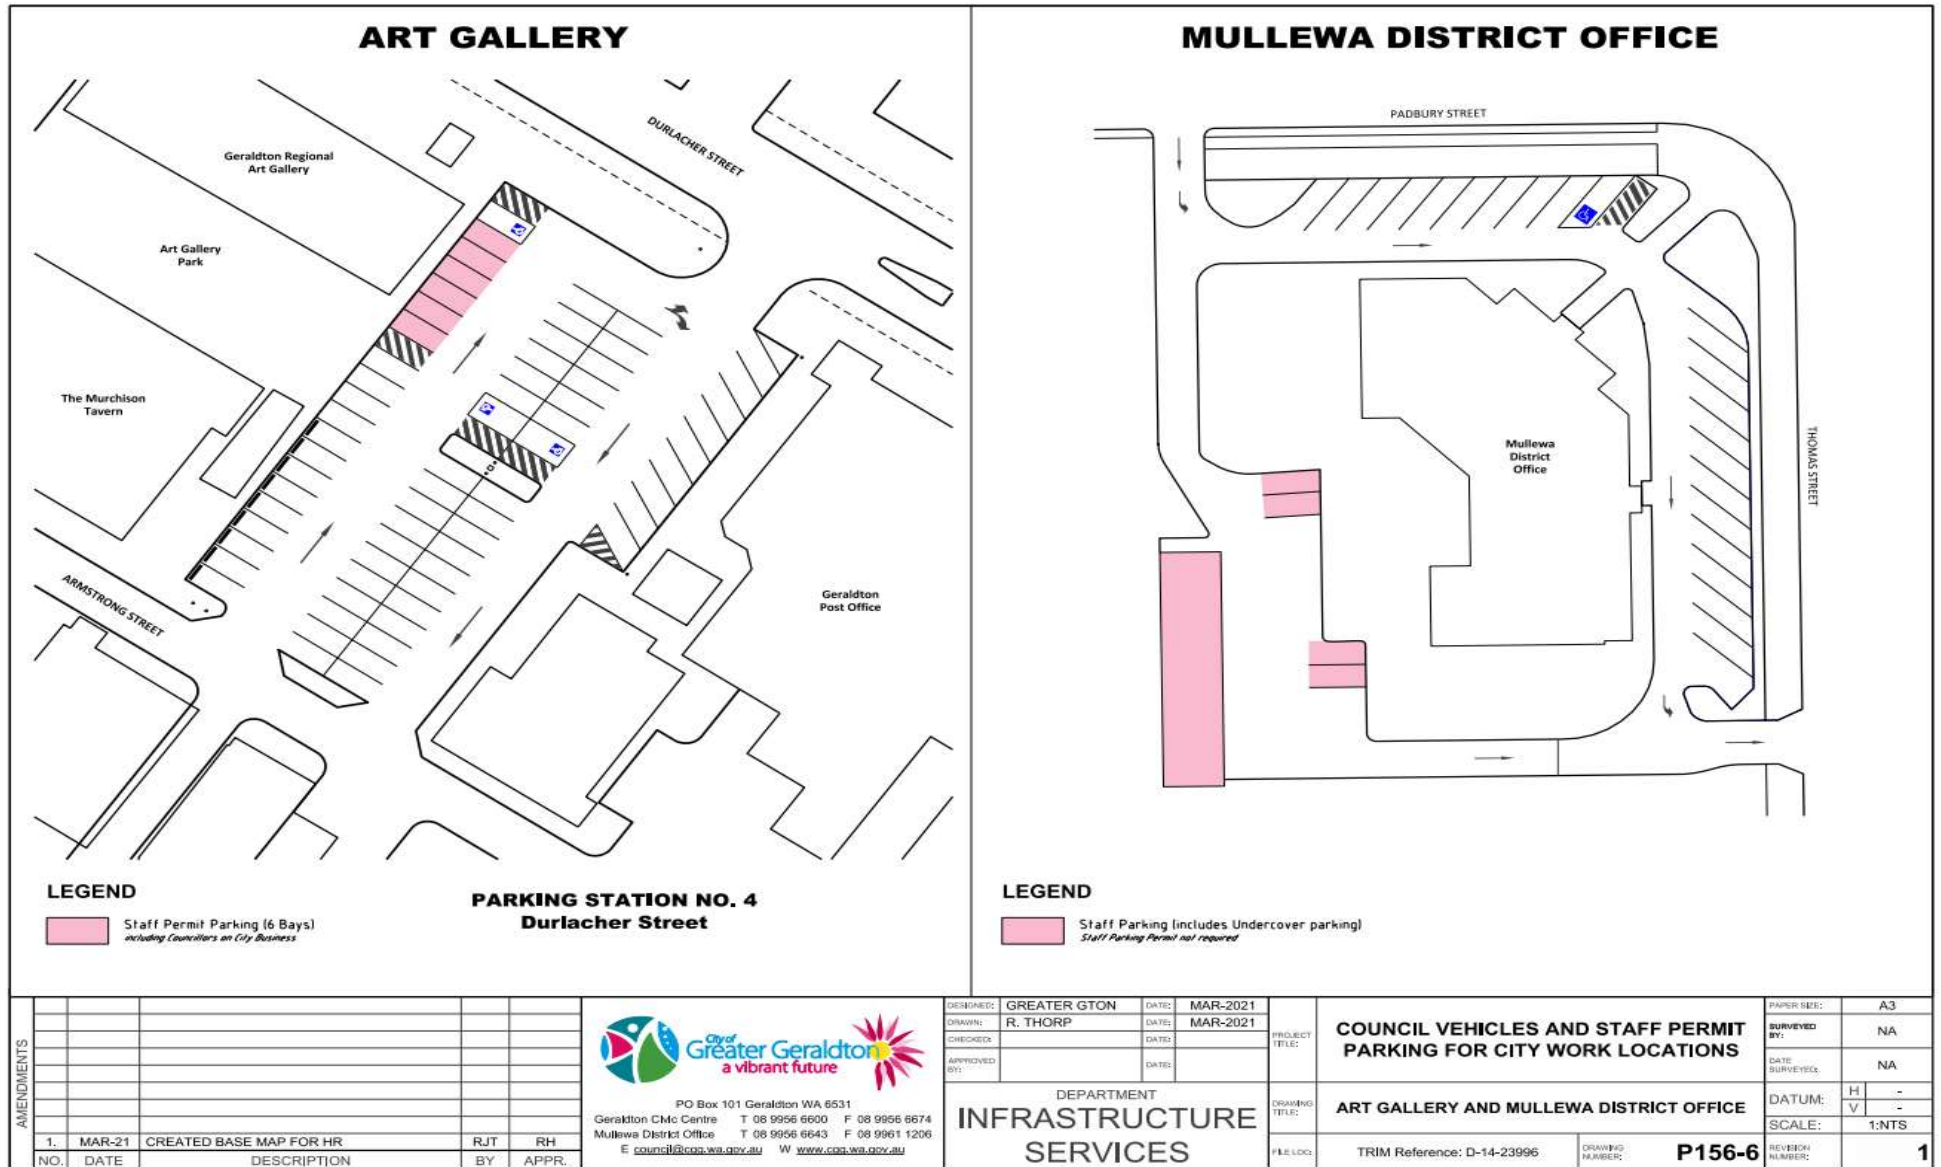 ART GALLERY
DURLACHER STREET
Geraldton Regional
Art Gallery
Art Gallery
Park
The Murchison
Tavern
ARMSTRONG STREET
Geraldton
Post Office
LEGEND
Staff Permit Parking (6 Bays)
including Councillors on City Business
PARKING STATION NO. 4
Durlacher Street
MULLEWA DISTRICT OFFICE
PADBURY STREET
Mullewa
District
Office
THOMAS STREET
LEGEND
Staff Parking (includes Undercover parking)
Staff Parking Permit not required
AMENDMENTS
1. MAR-21 CREATED BASE MAP FOR HR RJT RH
NO. DATE DESCRIPTION BY APPR.
City of
Greater Geraldton
a vibrant future
PO Box 101 Geraldton WA 6531
Geraldton Civic Centre T 08 9956 6600 F 08 9956 6674
Mullewa District Office T 08 9956 6643 F 08 9961 1206
E council@cgg.wa.gov.au W www.cgg.wa.gov.au
DESIGNED: GREATER GTON DATE: MAR-2021
DRAWN: R. THORP DATE: MAR-2021
CHECKED: DATE:
APPROVED
BY: DATE:
DEPARTMENT
INFRASTRUCTURE
SERVICES
PROJECT
TITLE:
COUNCIL VEHICLES AND STAFF PERMIT
PARKING FOR CITY WORK LOCATIONS
DRAWING
TITLE:
ART GALLERY AND MULLEWA DISTRICT OFFICE
FILE LOC: TRIM Reference: D-14-23996
DRAWING
NUMBER:
P156-6
PAPER SIZE: A3
SURVEYED
BY: NA
DATE
SURVEYED: NA
DATUM: H -
V -
SCALE: 1:NTS
REVISION
NUMBER: 1